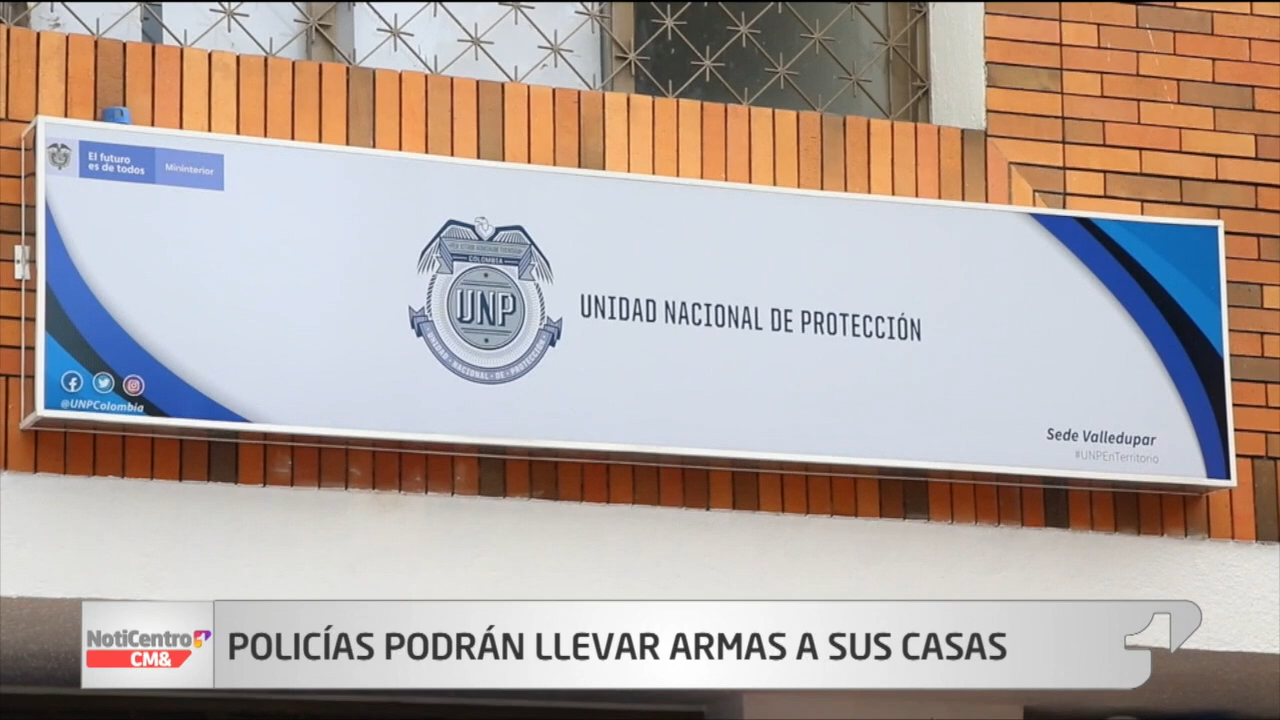 El futuro
es de todos
Mininterior
COLOMBIA
UNP
UNIDAD • NACIONAL • DE • PROTECCIÓN
UNIDAD NACIONAL DE PROTECCIÓN
@UNPColombia
Sede Valledupar
#UNPEnTerritorio
NotiCentro 1
CM&
POLICÍAS PODRÁN LLEVAR ARMAS A SUS CASAS
1